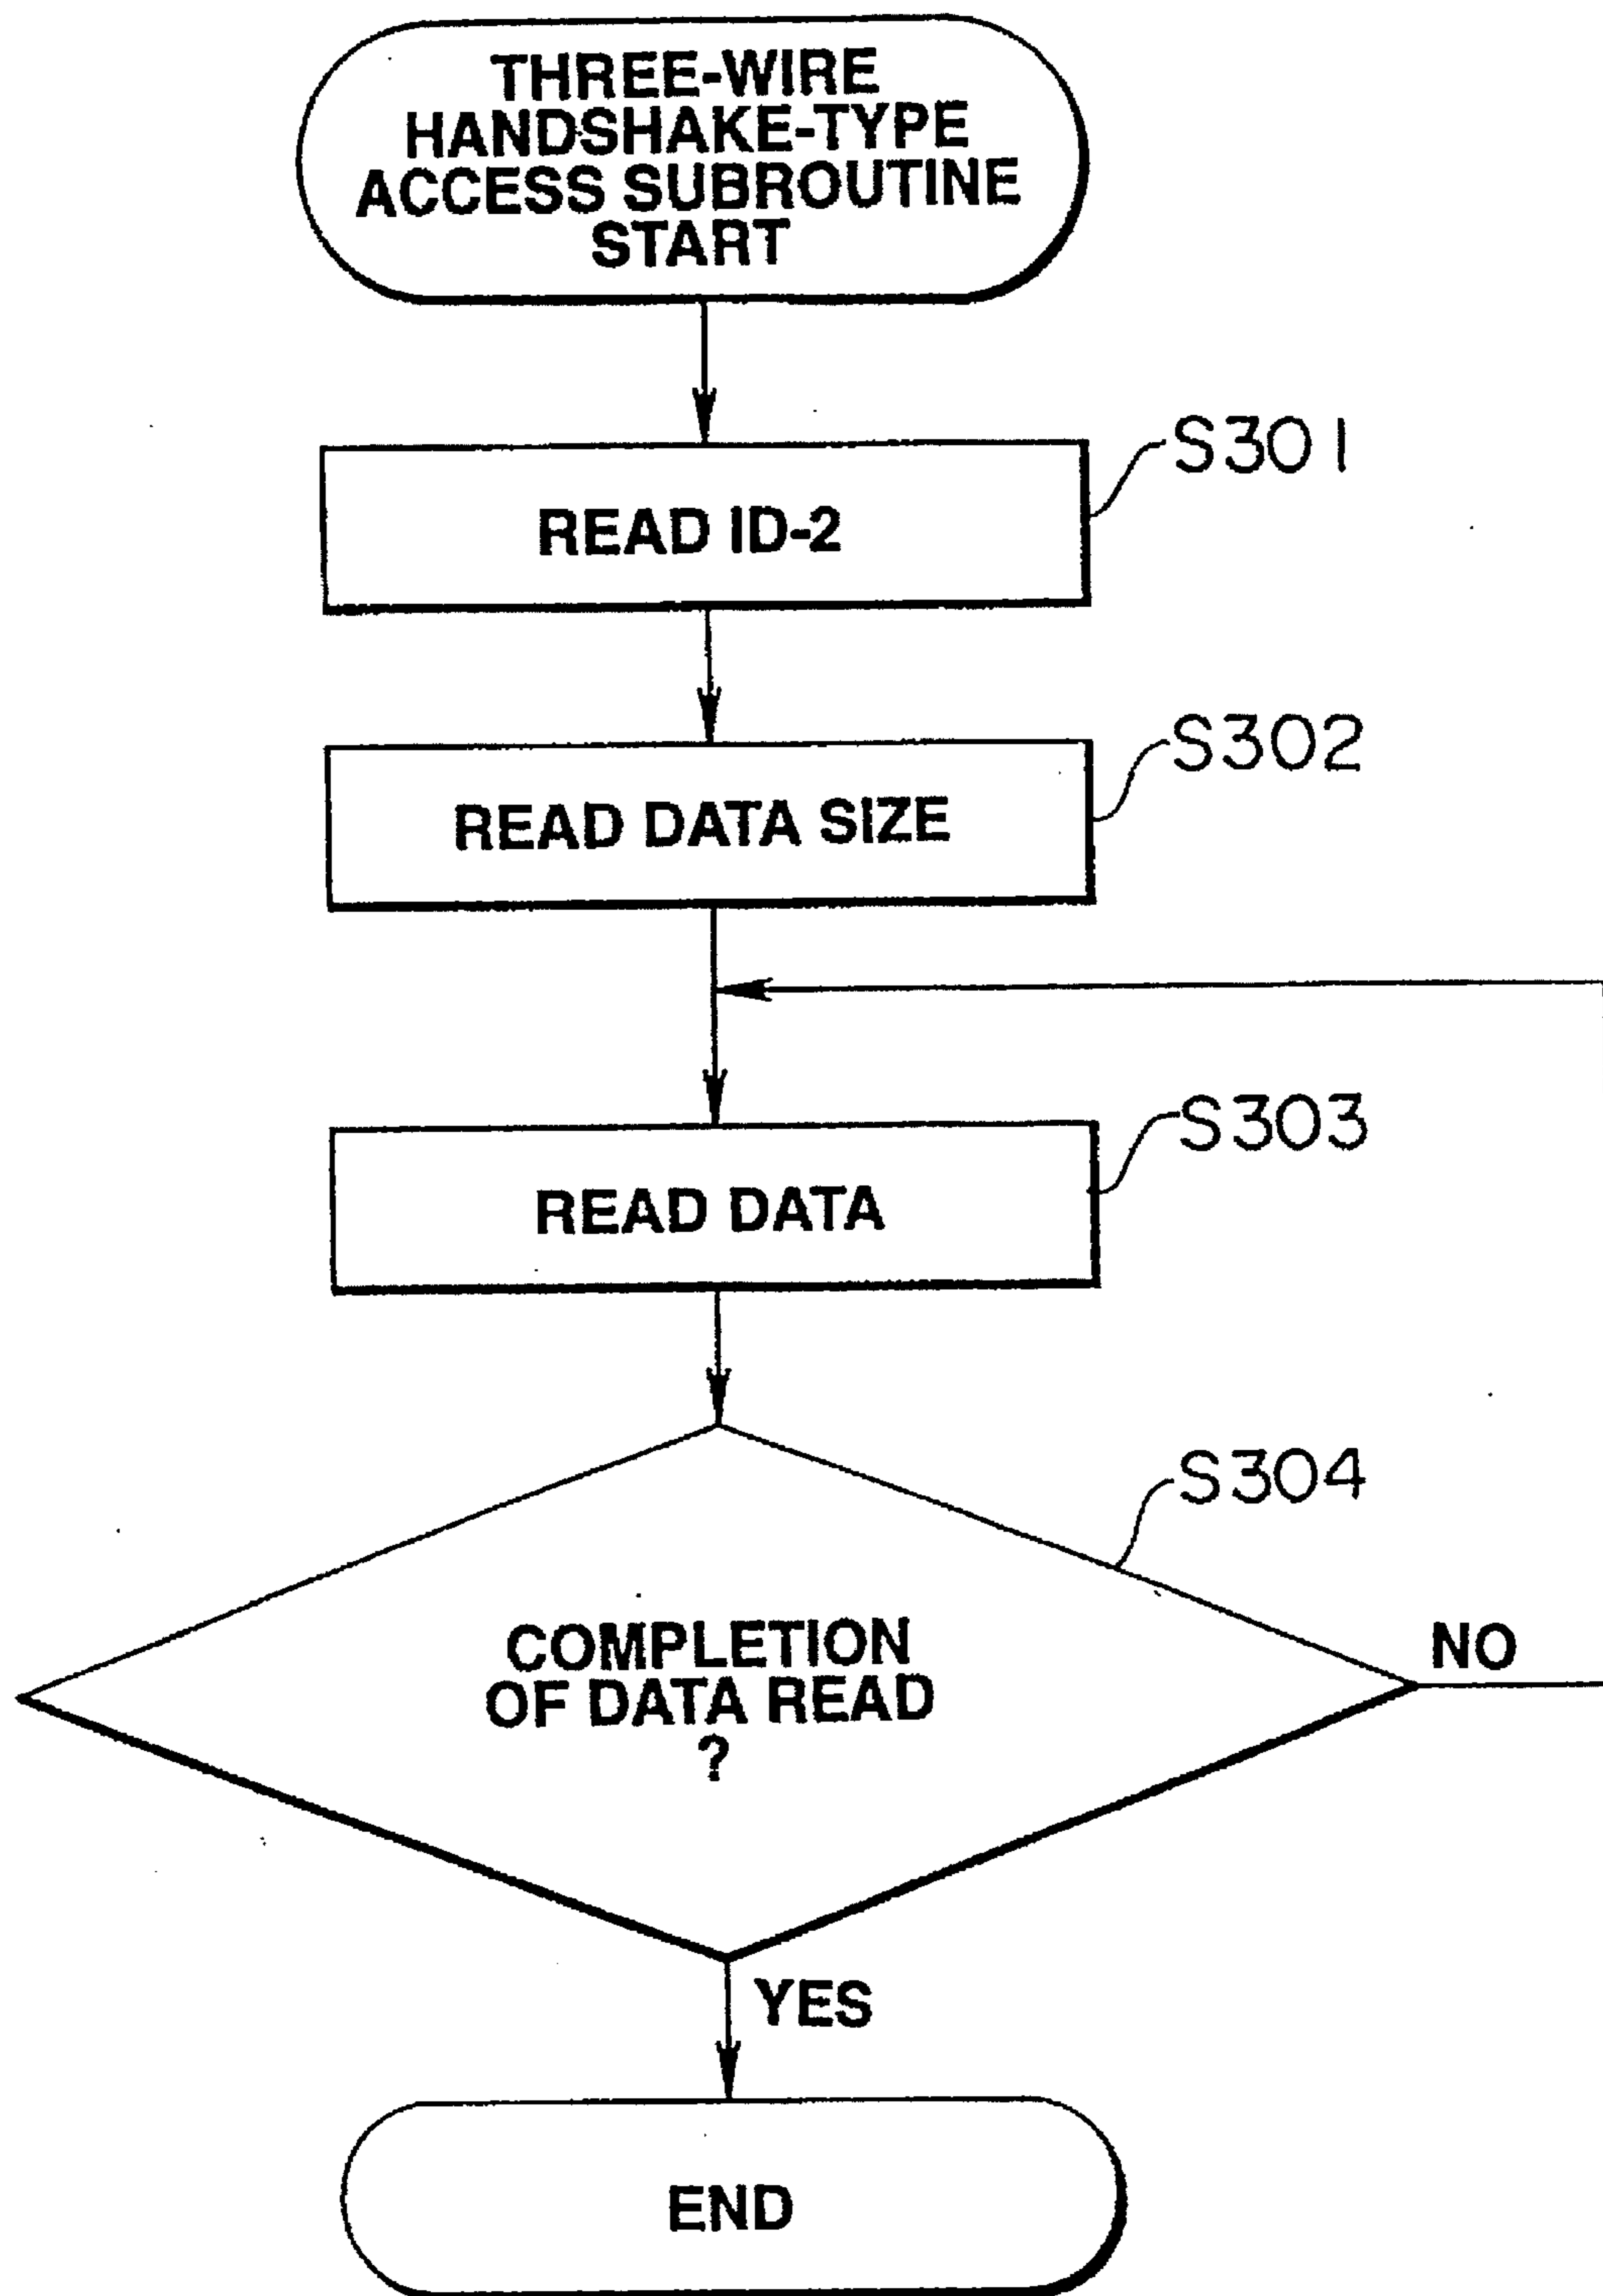 THREE-WIRE
HANDSHAKE-TYPE
ACCESS SUBROUTINE
START
S301
READ ID-2
S302
READ DATA SIZE
S303
READ DATA
S304
COMPLETION
OF DATA READ
?
NO
YES
END